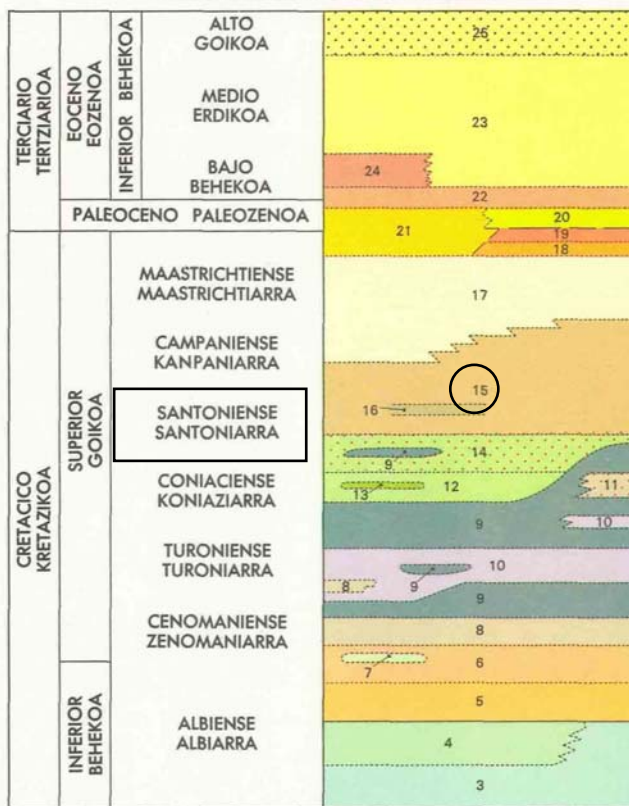 TERCIARIO
TERTZIARIOA
EOCENO
EOZENOA
INFERIOR BEHEKOA
ALTO
GOIKOA
MEDIO
ERDIKOA
BAJO
BEHEKOA
PALEOCENO PALEOZENOA
CRETACICO
KRETAZIKOA
SUPERIOR
GOIKOA
MAASTRICHTIENSE
MAASTRICHTIARRA
CAMPANIENSE
KANPANIARRA
SANTONIENSE
SANTONIARRA
CONIACIENSE
KONIAZIARRA
TURONIENSE
TURONIARRA
CENOMANIENSE
ZENOMANIARRA
INFERIOR
BEHEKOA
ALBIENSE
ALBIARRA
25
23
24
22
20
21
19
18
17
15
16
14
9
13
12
11
9
10
10
8
9
9
8
6
7
5
4
3